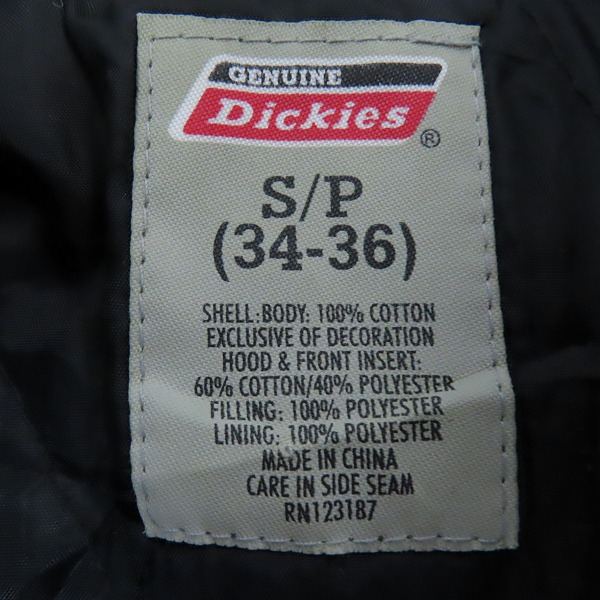 GENUINE
Dickies®
S/P
(34-36)
SHELL:BODY: 100% COTTON
EXCLUSIVE OF DECORATION
HOOD & FRONT INSERT:
60% COTTON/40% POLYESTER
FILLING: 100% POLYESTER
LINING: 100% POLYESTER
MADE IN CHINA
CARE IN SIDE SEAM
RN123187